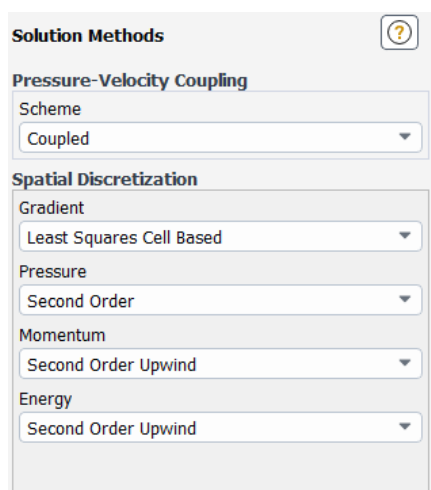 Solution Methods
?
Pressure-Velocity Coupling
Scheme
Coupled
Spatial Discretization
Gradient
Least Squares Cell Based
Pressure
Second Order
Momentum
Second Order Upwind
Energy
Second Order Upwind